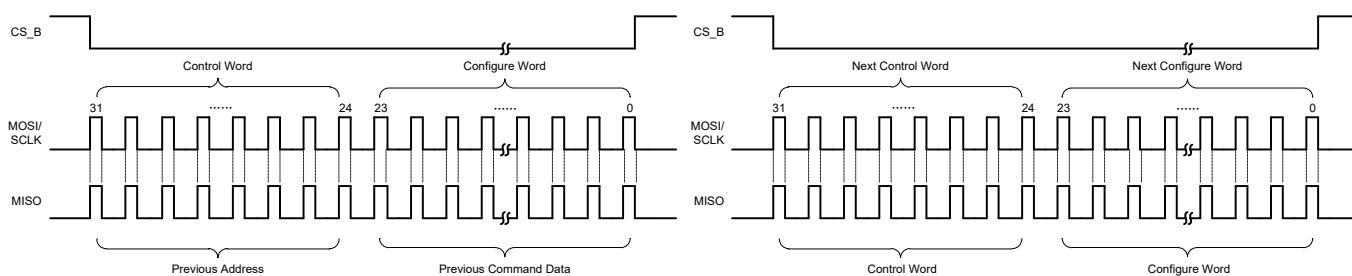 CS_B
Control Word
Configure Word
31
......
24
23
......
0
MOSI/
SCLK
MISO
Previous Address
Previous Command Data
CS_B
Next Control Word
Next Configure Word
31
......
24
23
......
0
MOSI/
SCLK
MISO
Control Word
Configure Word